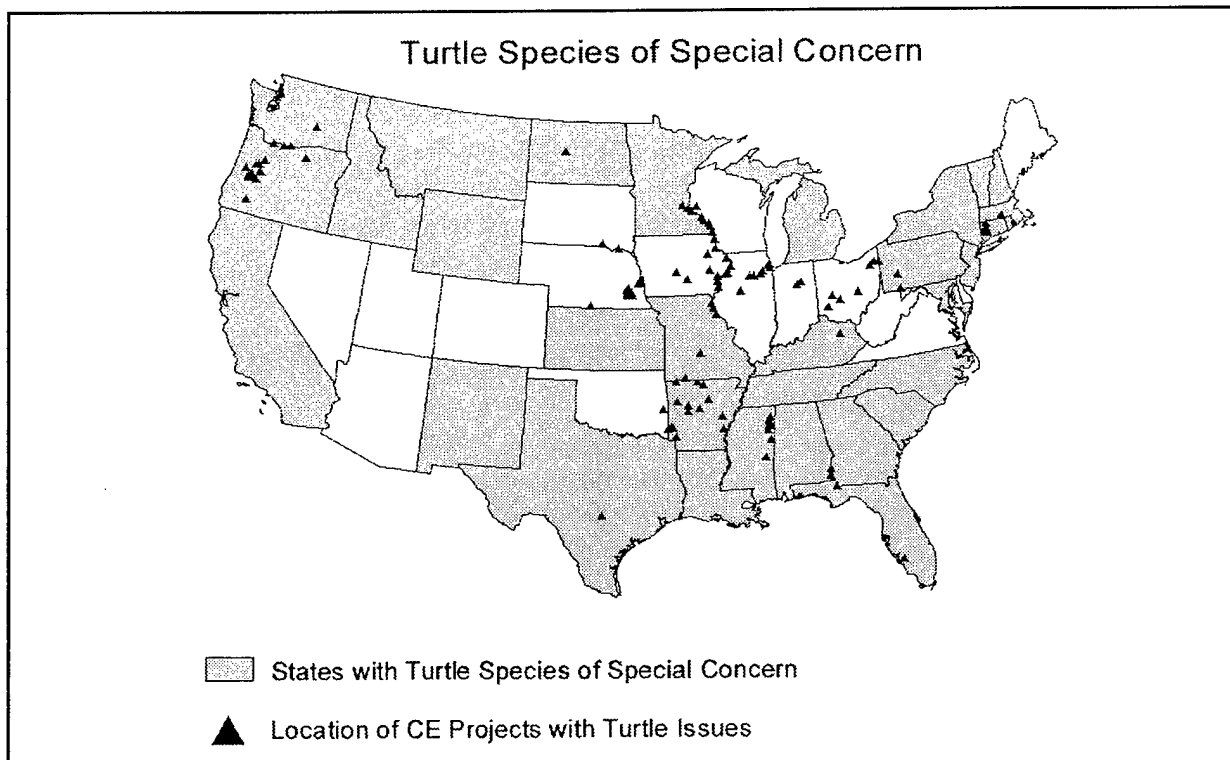 Turtle Species of Special Concern
States with Turtle Species of Special Concern
Location of CE Projects with Turtle Issues